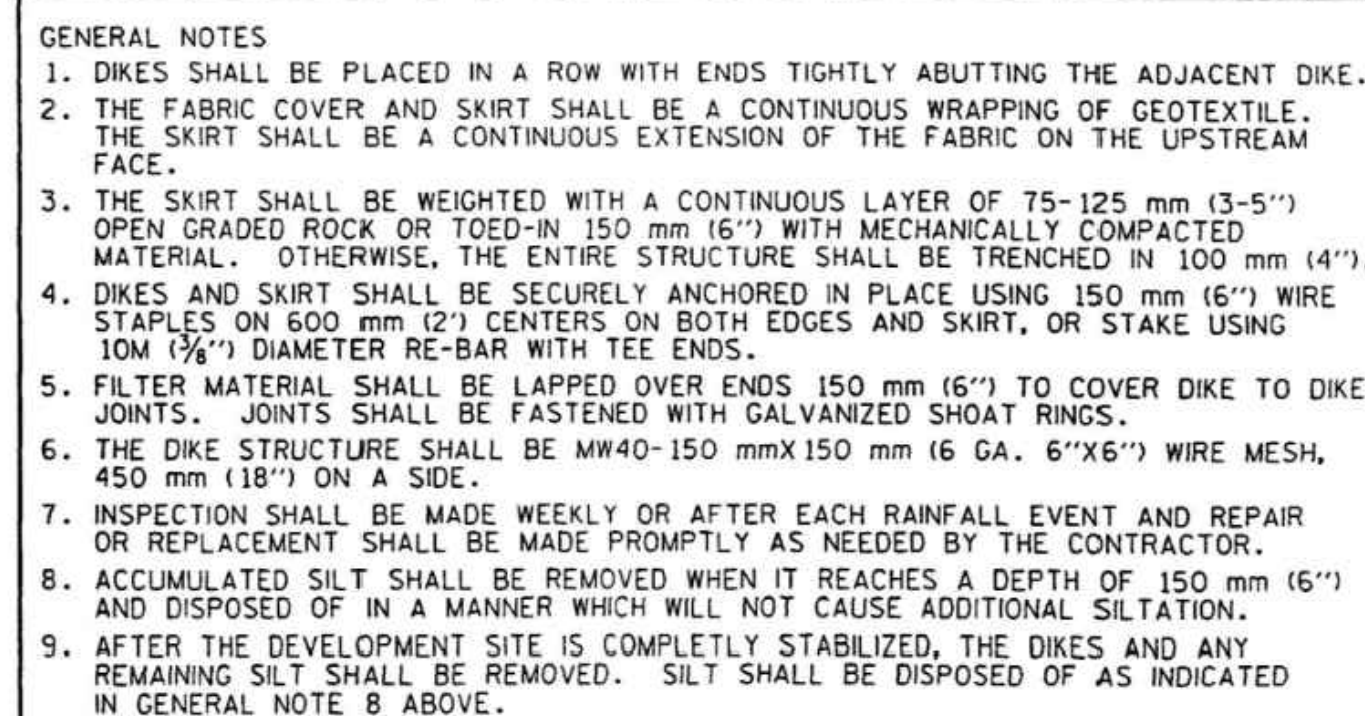 GENERAL NOTES
1. DIKES SHALL BE PLACED IN A ROW WITH ENDS TIGHTLY ABUTTING THE ADJACENT DIKE.
2. THE FABRIC COVER AND SKIRT SHALL BE A CONTINUOUS WRAPPING OF GEOTEXTILE.
THE SKIRT SHALL BE A CONTINUOUS EXTENSION OF THE FABRIC ON THE UPSTREAM
FACE.
3. THE SKIRT SHALL BE WEIGHTED WITH A CONTINUOUS LAYER OF 75-125 mm (3-5'')
OPEN GRADED ROCK OR TOED-IN 150 mm (6'') WITH MECHANICALLY COMPACTED
MATERIAL. OTHERWISE, THE ENTIRE STRUCTURE SHALL BE TRENCHED IN 100 mm (4'').
4. DIKES AND SKIRT SHALL BE SECURELY ANCHORED IN PLACE USING 150 mm (6'') WIRE
STAPLES ON 600 mm (2') CENTERS ON BOTH EDGES AND SKIRT, OR STAKE USING
10M (3/8'') DIAMETER RE-BAR WITH TEE ENDS.
5. FILTER MATERIAL SHALL BE LAPPED OVER ENDS 150 mm (6'') TO COVER DIKE TO DIKE
JOINTS. JOINTS SHALL BE FASTENED WITH GALVANIZED SHOAT RINGS.
6. THE DIKE STRUCTURE SHALL BE MW40-150 mmX150 mm (6 GA. 6''X6'') WIRE MESH,
450 mm (18'') ON A SIDE.
7. INSPECTION SHALL BE MADE WEEKLY OR AFTER EACH RAINFALL EVENT AND REPAIR
OR REPLACEMENT SHALL BE MADE PROMPTLY AS NEEDED BY THE CONTRACTOR.
8. ACCUMULATED SILT SHALL BE REMOVED WHEN IT REACHES A DEPTH OF 150 mm (6'')
AND DISPOSED OF IN A MANNER WHICH WILL NOT CAUSE ADDITIONAL SILTATION.
9. AFTER THE DEVELOPMENT SITE IS COMPLETLY STABILIZED, THE DIKES AND ANY
REMAINING SILT SHALL BE REMOVED. SILT SHALL BE DISPOSED OF AS INDICATED
IN GENERAL NOTE 8 ABOVE.